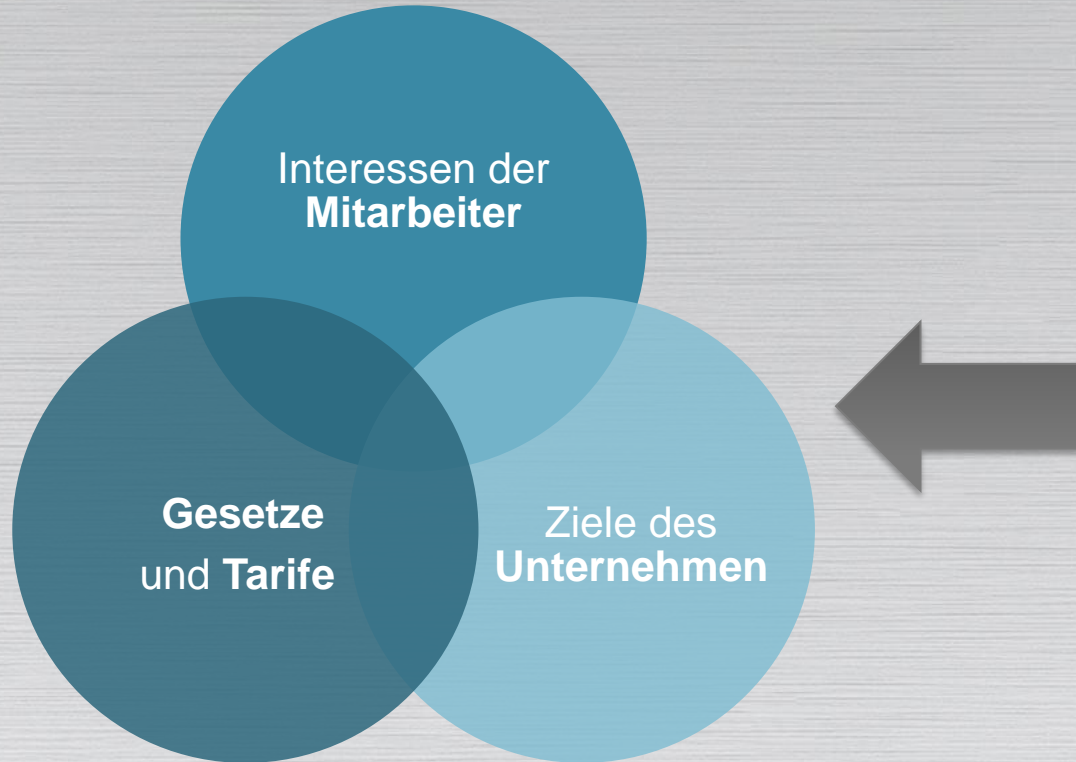 Interessen der
Mitarbeiter
Gesetze
und Tarife
Ziele des
Unternehmen